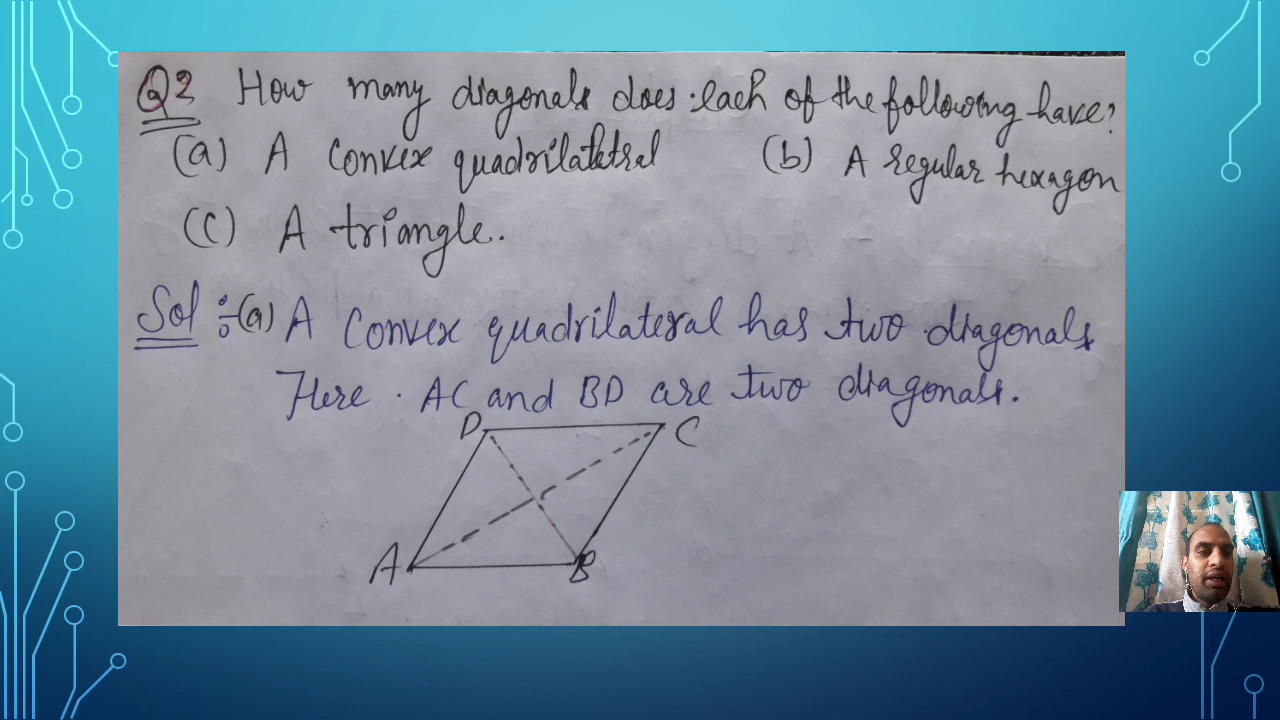 Q2 How many diagonals does each of the following have?
(a) A Convex quadrilateral (b) A regular hexagon
(C) A triangle.
Sol :- (a) A Convex quadrilateral has two diagonals
Here . AC and BD are two diagonals.
D C
A B